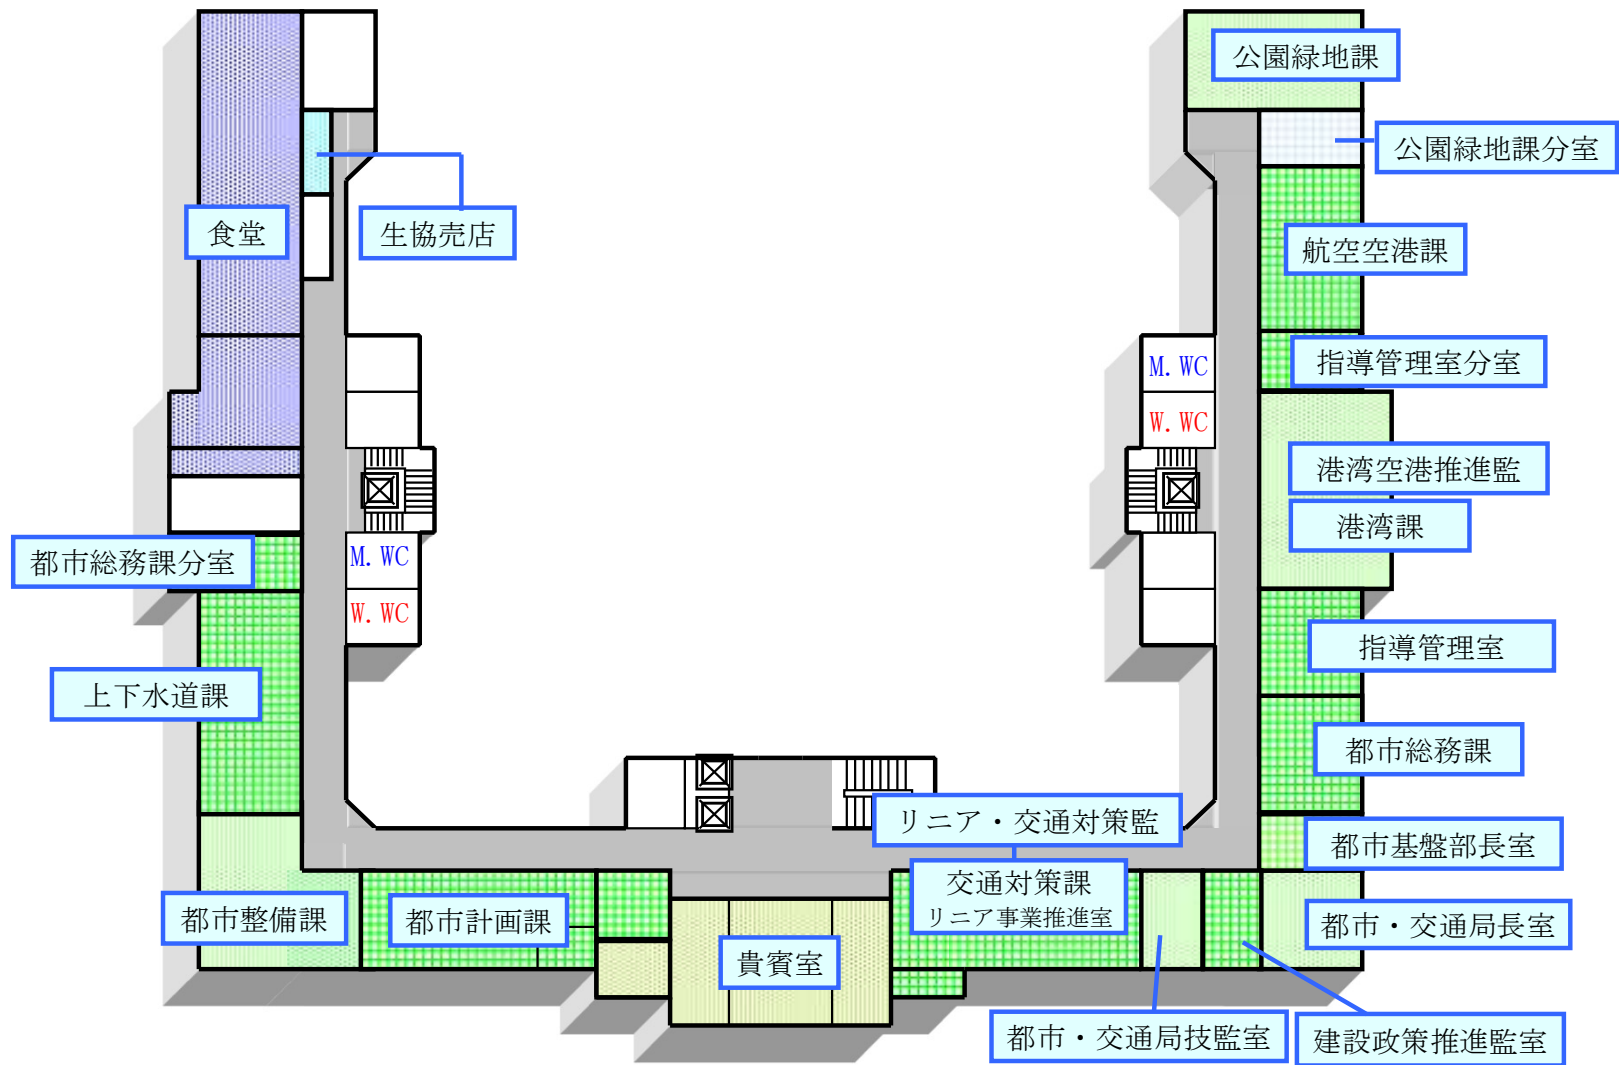 公園緑地課
公園緑地課分室
食堂
生協売店
航空空港課
M. WC
指導管理室分室
W. WC
港湾空港推進監
港湾課
都市総務課分室
M. WC
W. WC
指導管理室
上下水道課
都市総務課
リニア・交通対策監
都市基盤部長室
交通対策課
リニア事業推進室
都市整備課
都市計画課
都市・交通局長室
貴賓室
都市・交通局技監室
建設政策推進監室